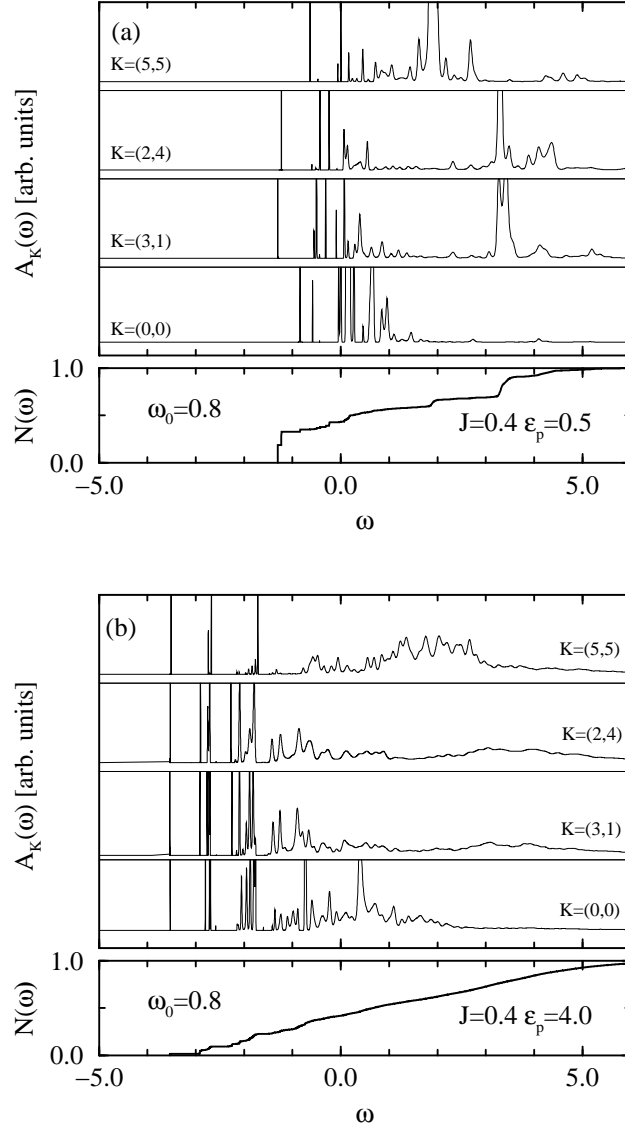 (a)
K=(5,5)
K=(2,4)
K=(3,1)
K=(0,0)
A_K(ω) [arb. units]
1.0
N(ω)
0.0
ω₀=0.8
J=0.4 ε_p=0.5
−5.0 0.0 5.0
ω
(b)
K=(5,5)
K=(2,4)
K=(3,1)
K=(0,0)
A_K(ω) [arb. units]
1.0
N(ω)
0.0
ω₀=0.8
J=0.4 ε_p=4.0
−5.0 0.0 5.0
ω